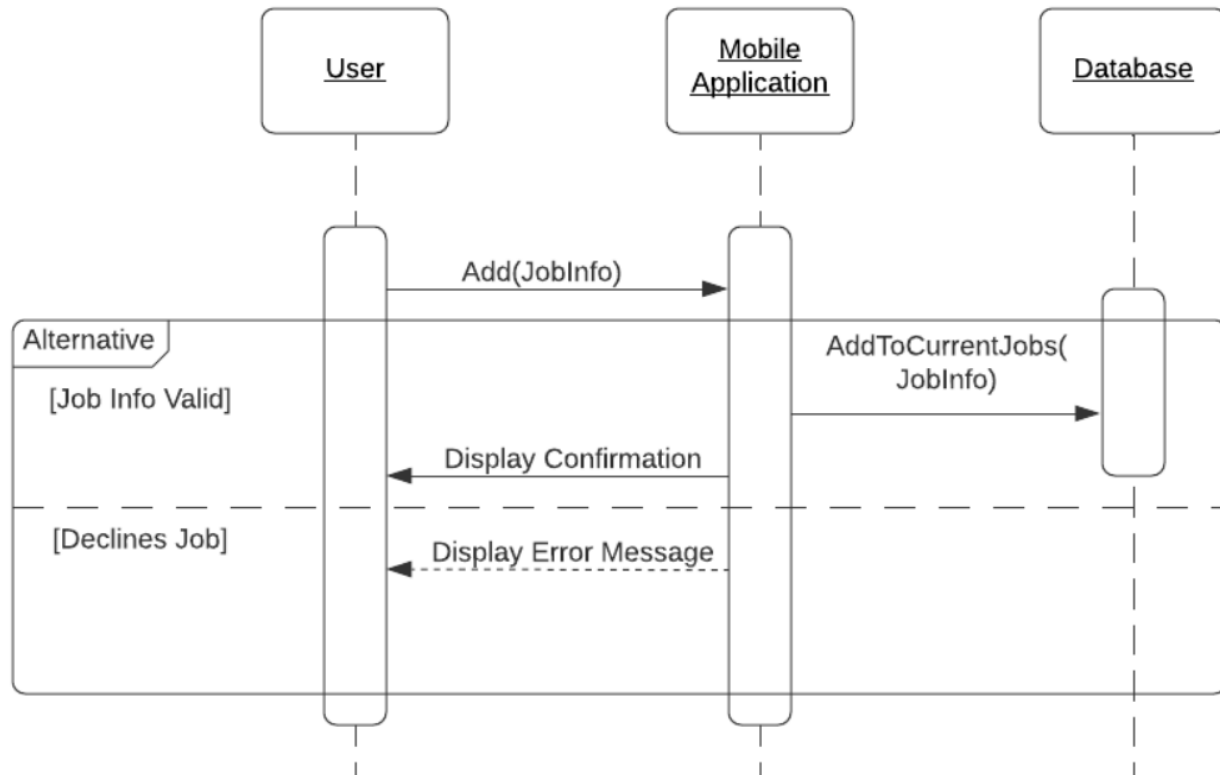 User
Mobile
Application
Database
Add(JobInfo)
Alternative
AddToCurrentJobs(
JobInfo)
[Job Info Valid]
Display Confirmation
[Declines Job]
Display Error Message